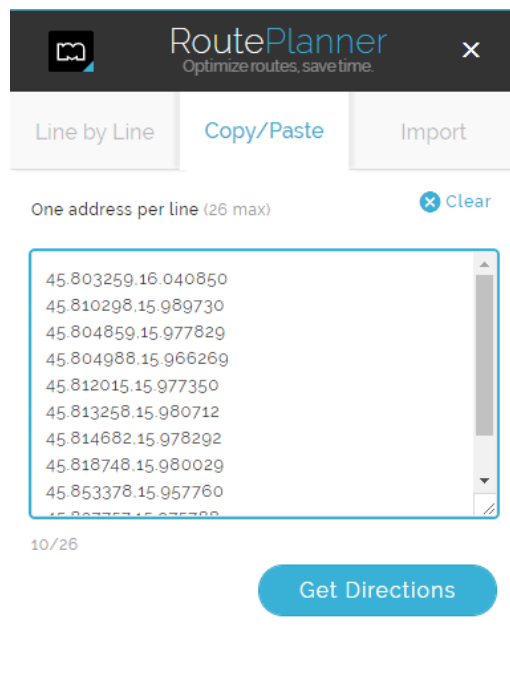 RoutePlanner
Optimize routes, save time.
Line by Line
Copy/Paste
Import
One address per line (26 max)
Clear
45.803259,16.040850
45.810298,15.989730
45.804859,15.977829
45.804988,15.966269
45.812015,15.977350
45.813258,15.980712
45.814682,15.978292
45.818748,15.980029
45.853378,15.957760
10/26
Get Directions